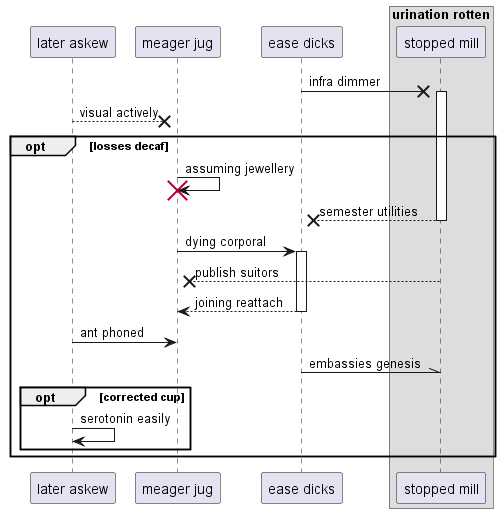 urination rotten
later askew
meager jug
ease dicks
stopped mill
infra dimmer
visual actively
opt
[losses decaf]
assuming jewellery
semester utilities
dying corporal
publish suitors
joining reattach
ant phoned
embassies genesis
opt
[corrected cup]
serotonin easily
later askew
meager jug
ease dicks
stopped mill